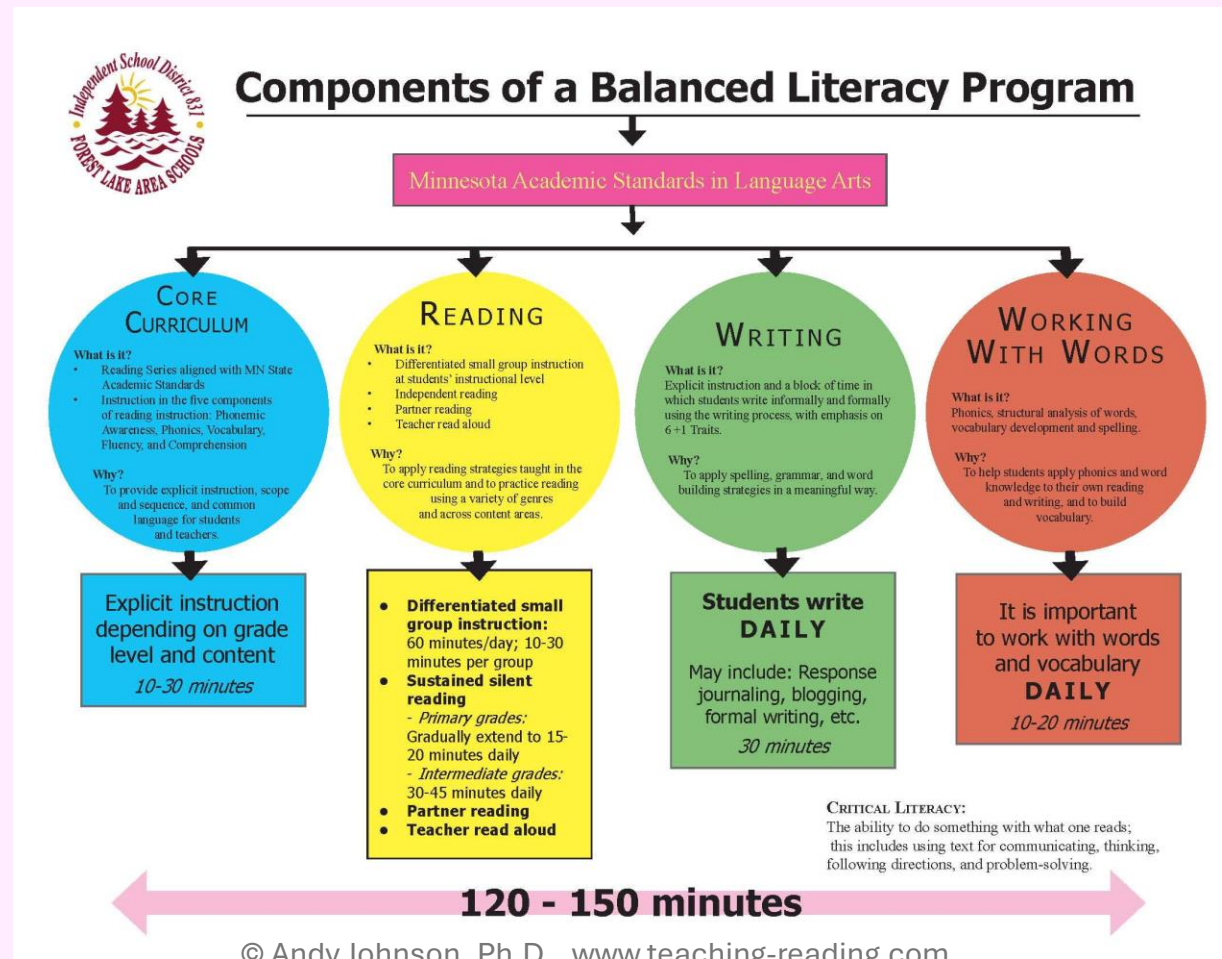 Independent School District 831
FOREST LAKE AREA SCHOOLS
Components of a Balanced Literacy Program
Minnesota Academic Standards in Language Arts
CORE
CURRICULUM
What is it?
• Reading Series aligned with MN State
Academic Standards
• Instruction in the five components
of reading instruction: Phonemic
Awareness, Phonics, Vocabulary,
Fluency, and Comprehension
Why?
To provide explicit instruction, scope
and sequence, and common
language for students
and teachers.
Explicit instruction
depending on grade
level and content
10-30 minutes
READING
What is it?
• Differentiated small group instruction
at students' instructional level
• Independent reading
• Partner reading
• Teacher read aloud
Why?
To apply reading strategies taught in the
core curriculum and to practice reading
using a variety of genres
and across content areas.
• Differentiated small
group instruction:
60 minutes/day; 10-30
minutes per group
• Sustained silent
reading
- Primary grades:
Gradually extend to 15-
20 minutes daily
- Intermediate grades:
30-45 minutes daily
• Partner reading
• Teacher read aloud
WRITING
What is it?
Explicit instruction and a block of time in
which students write informally and formally
using the writing process, with emphasis on
6 +1 Traits.
Why?
To apply spelling, grammar, and word
building strategies in a meaningful way.
Students write
DAILY
May include: Response
journaling, blogging,
formal writing, etc.
30 minutes
WORKING
WITH WORDS
What is it?
Phonics, structural analysis of words,
vocabulary development and spelling.
Why?
To help students apply phonics and word
knowledge to their own reading
and writing, and to build
vocabulary.
It is important
to work with words
and vocabulary
DAILY
10-20 minutes
CRITICAL LITERACY:
The ability to do something with what one reads;
this includes using text for communicating, thinking,
following directions, and problem-solving.
120 - 150 minutes
© Andy Johnson, Ph.D. www.teaching-reading.com